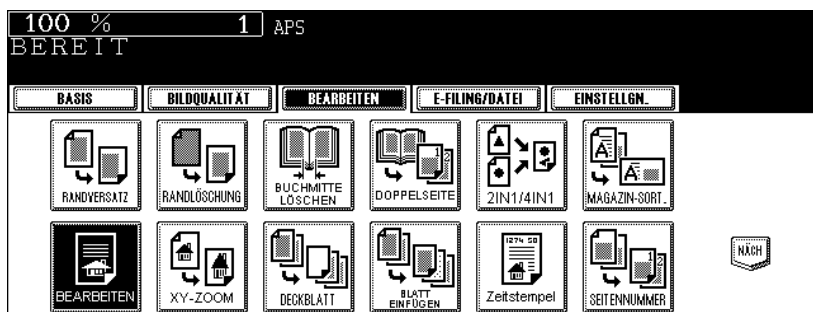 100 % 1 APS
BEREIT
BASIS BILDQUALITÄT BEARBEITEN E-FILING/DATEI EINSTELLGN.
RANDVERSATZ RANDLÖSCHUNG BUCHMITTE LÖSCHEN DOPPELSEITE 2IN1/4IN1 MAGAZIN-SORT.
BEARBEITEN XY-ZOOM DECKBLATT BLATT EINFÜGEN Zeitstempel SEITENNUMMER
NÄCH